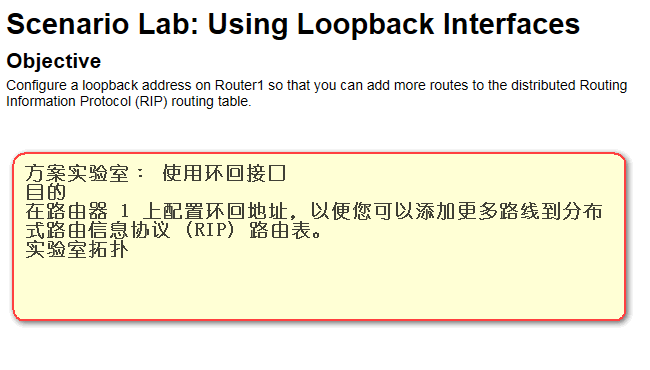 Scenario Lab: Using Loopback Interfaces
Objective
Configure a loopback address on Router1 so that you can add more routes to the distributed Routing
Information Protocol (RIP) routing table.
方案实验室： 使用环回接口
目的
在路由器 1 上配置环回地址，以便您可以添加更多路线到分布
式路由信息协议 (RIP) 路由表。
实验室拓扑